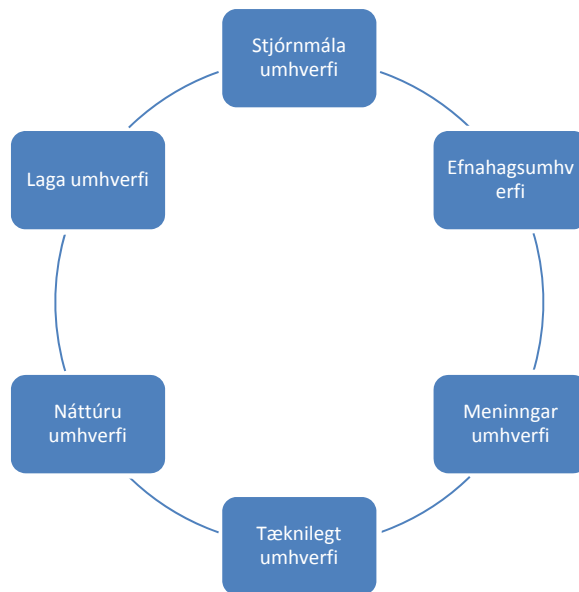 Stjórnmála
umhverfi
Efnahagsumhv
erfi
Meninngar
umhverfi
Tæknilegt
umhverfi
Náttúru
umhverfi
Laga umhverfi